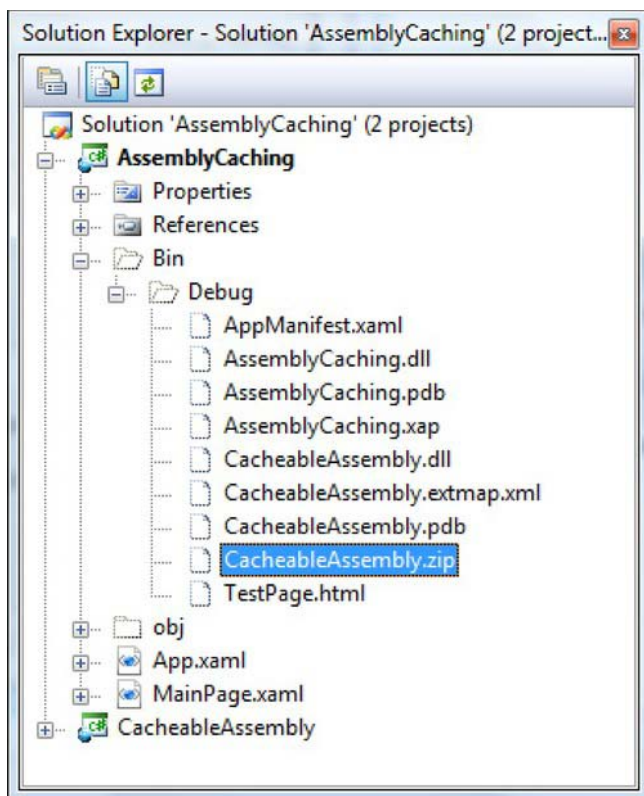 Solution Explorer - Solution 'AssemblyCaching' (2 project...
Solution 'AssemblyCaching' (2 projects)
C# AssemblyCaching
Properties
References
Bin
Debug
AppManifest.xaml
AssemblyCaching.dll
AssemblyCaching.pdb
AssemblyCaching.xap
CacheableAssembly.dll
CacheableAssembly.extmap.xml
CacheableAssembly.pdb
CacheableAssembly.zip
TestPage.html
obj
App.xaml
MainPage.xaml
C# CacheableAssembly